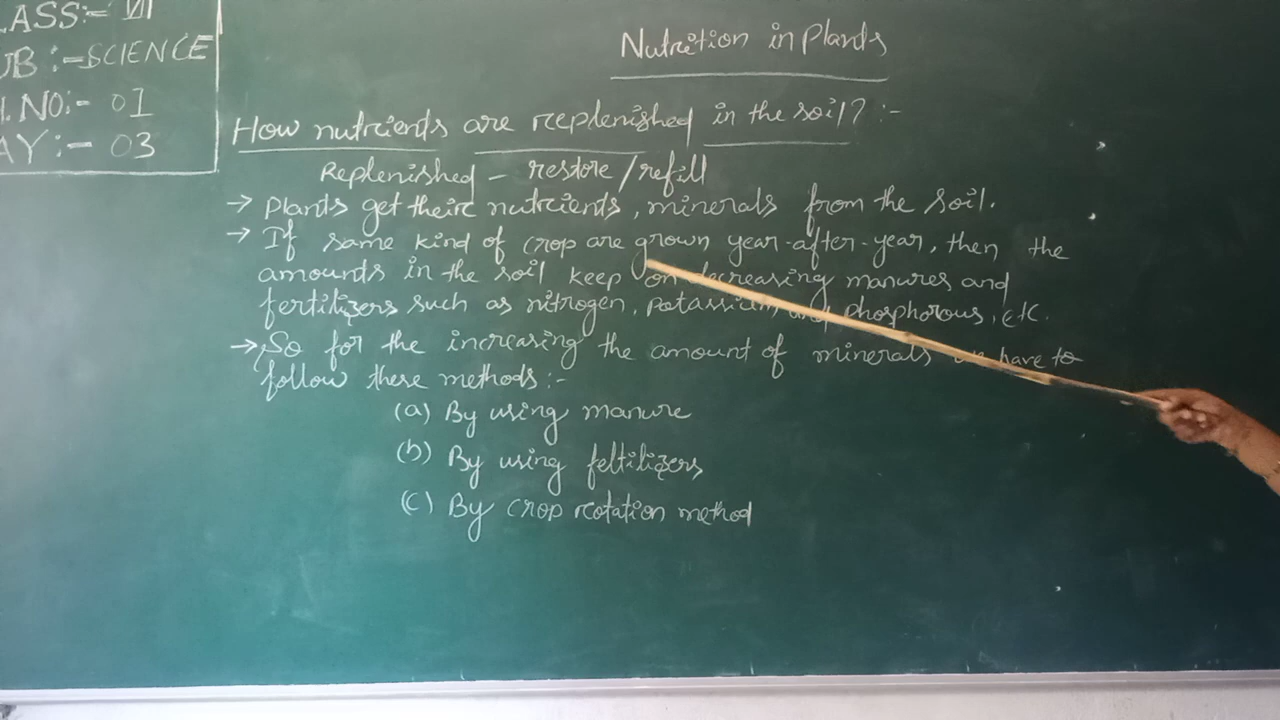 LASS:- VII
UB :- SCIENCE
H.NO:- 01
AY :- 03
Nutrition in Plants
How nutrients are replenished in the soil? :-
Replenished - restore/refill
→ Plants get their nutrients, minerals from the soil.
→ If same kind of crop are grown year-after-year, then the
amounts in the soil keep on decreasing manures and
fertilizers such as nitrogen, potassium and phosphorous, etc.
→ So for the increasing the amount of minerals we have to
follow these methods :-
(a) By using manure
(b) By using feltilizers
(c) By crop rotation method